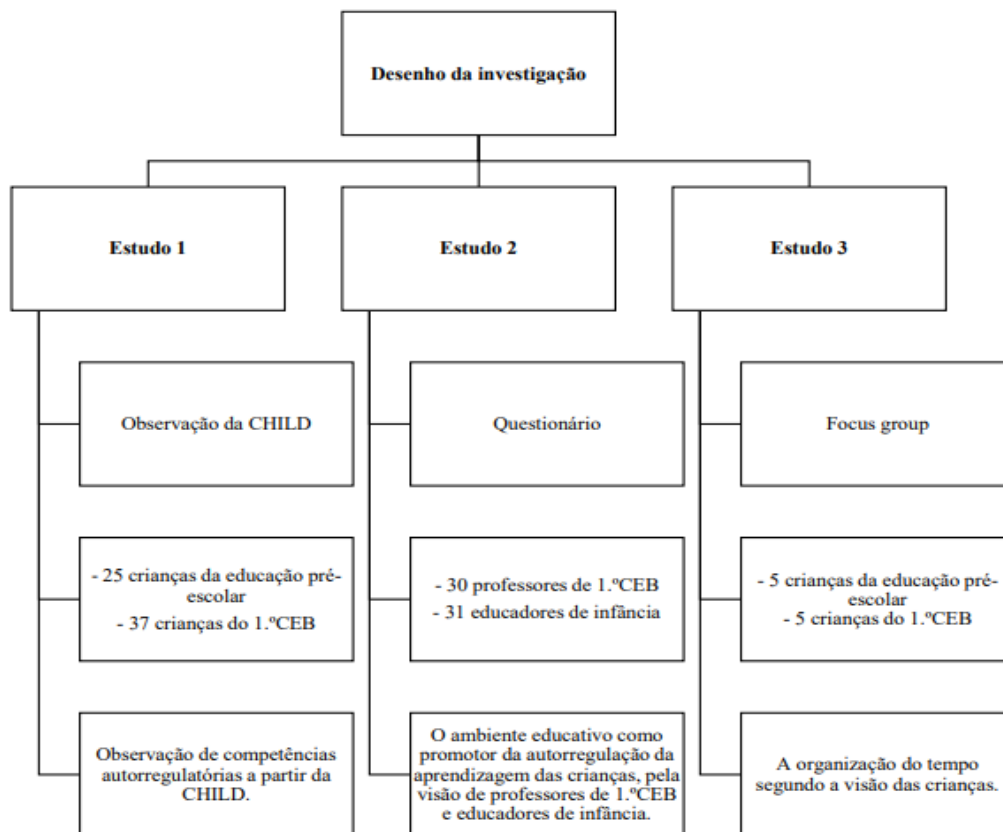 Desenho da investigação
Estudo 1
Estudo 2
Estudo 3
Observação da CHILD
Questionário
Focus group
- 25 crianças da educação pré-
escolar
- 37 crianças do 1.ºCEB
- 30 professores de 1.ºCEB
- 31 educadores de infância
- 5 crianças da educação pré-
escolar
- 5 crianças do 1.ºCEB
Observação de competências
autorregulatórias a partir da
CHILD.
O ambiente educativo como
promotor da autorregulação da
aprendizagem das crianças, pela
visão de professores de 1.ºCEB
e educadores de infância.
A organização do tempo
segundo a visão das crianças.